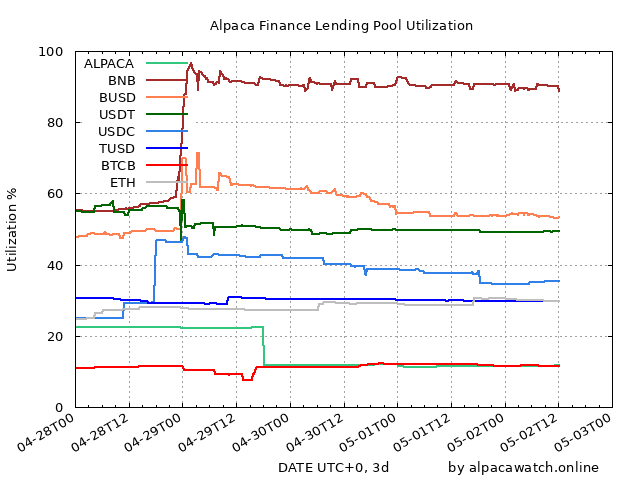 Alpaca Finance Lending Pool Utilization
Utilization %
100
80
60
40
20
0
ALPACA
BNB
BUSD
USDT
USDC
TUSD
BTCB
ETH
04-28T00
04-28T12
04-29T00
04-29T12
04-30T00
04-30T12
05-01T00
05-01T12
05-02T00
05-02T12
05-03T00
DATE UTC+0, 3d
by alpacawatch.online